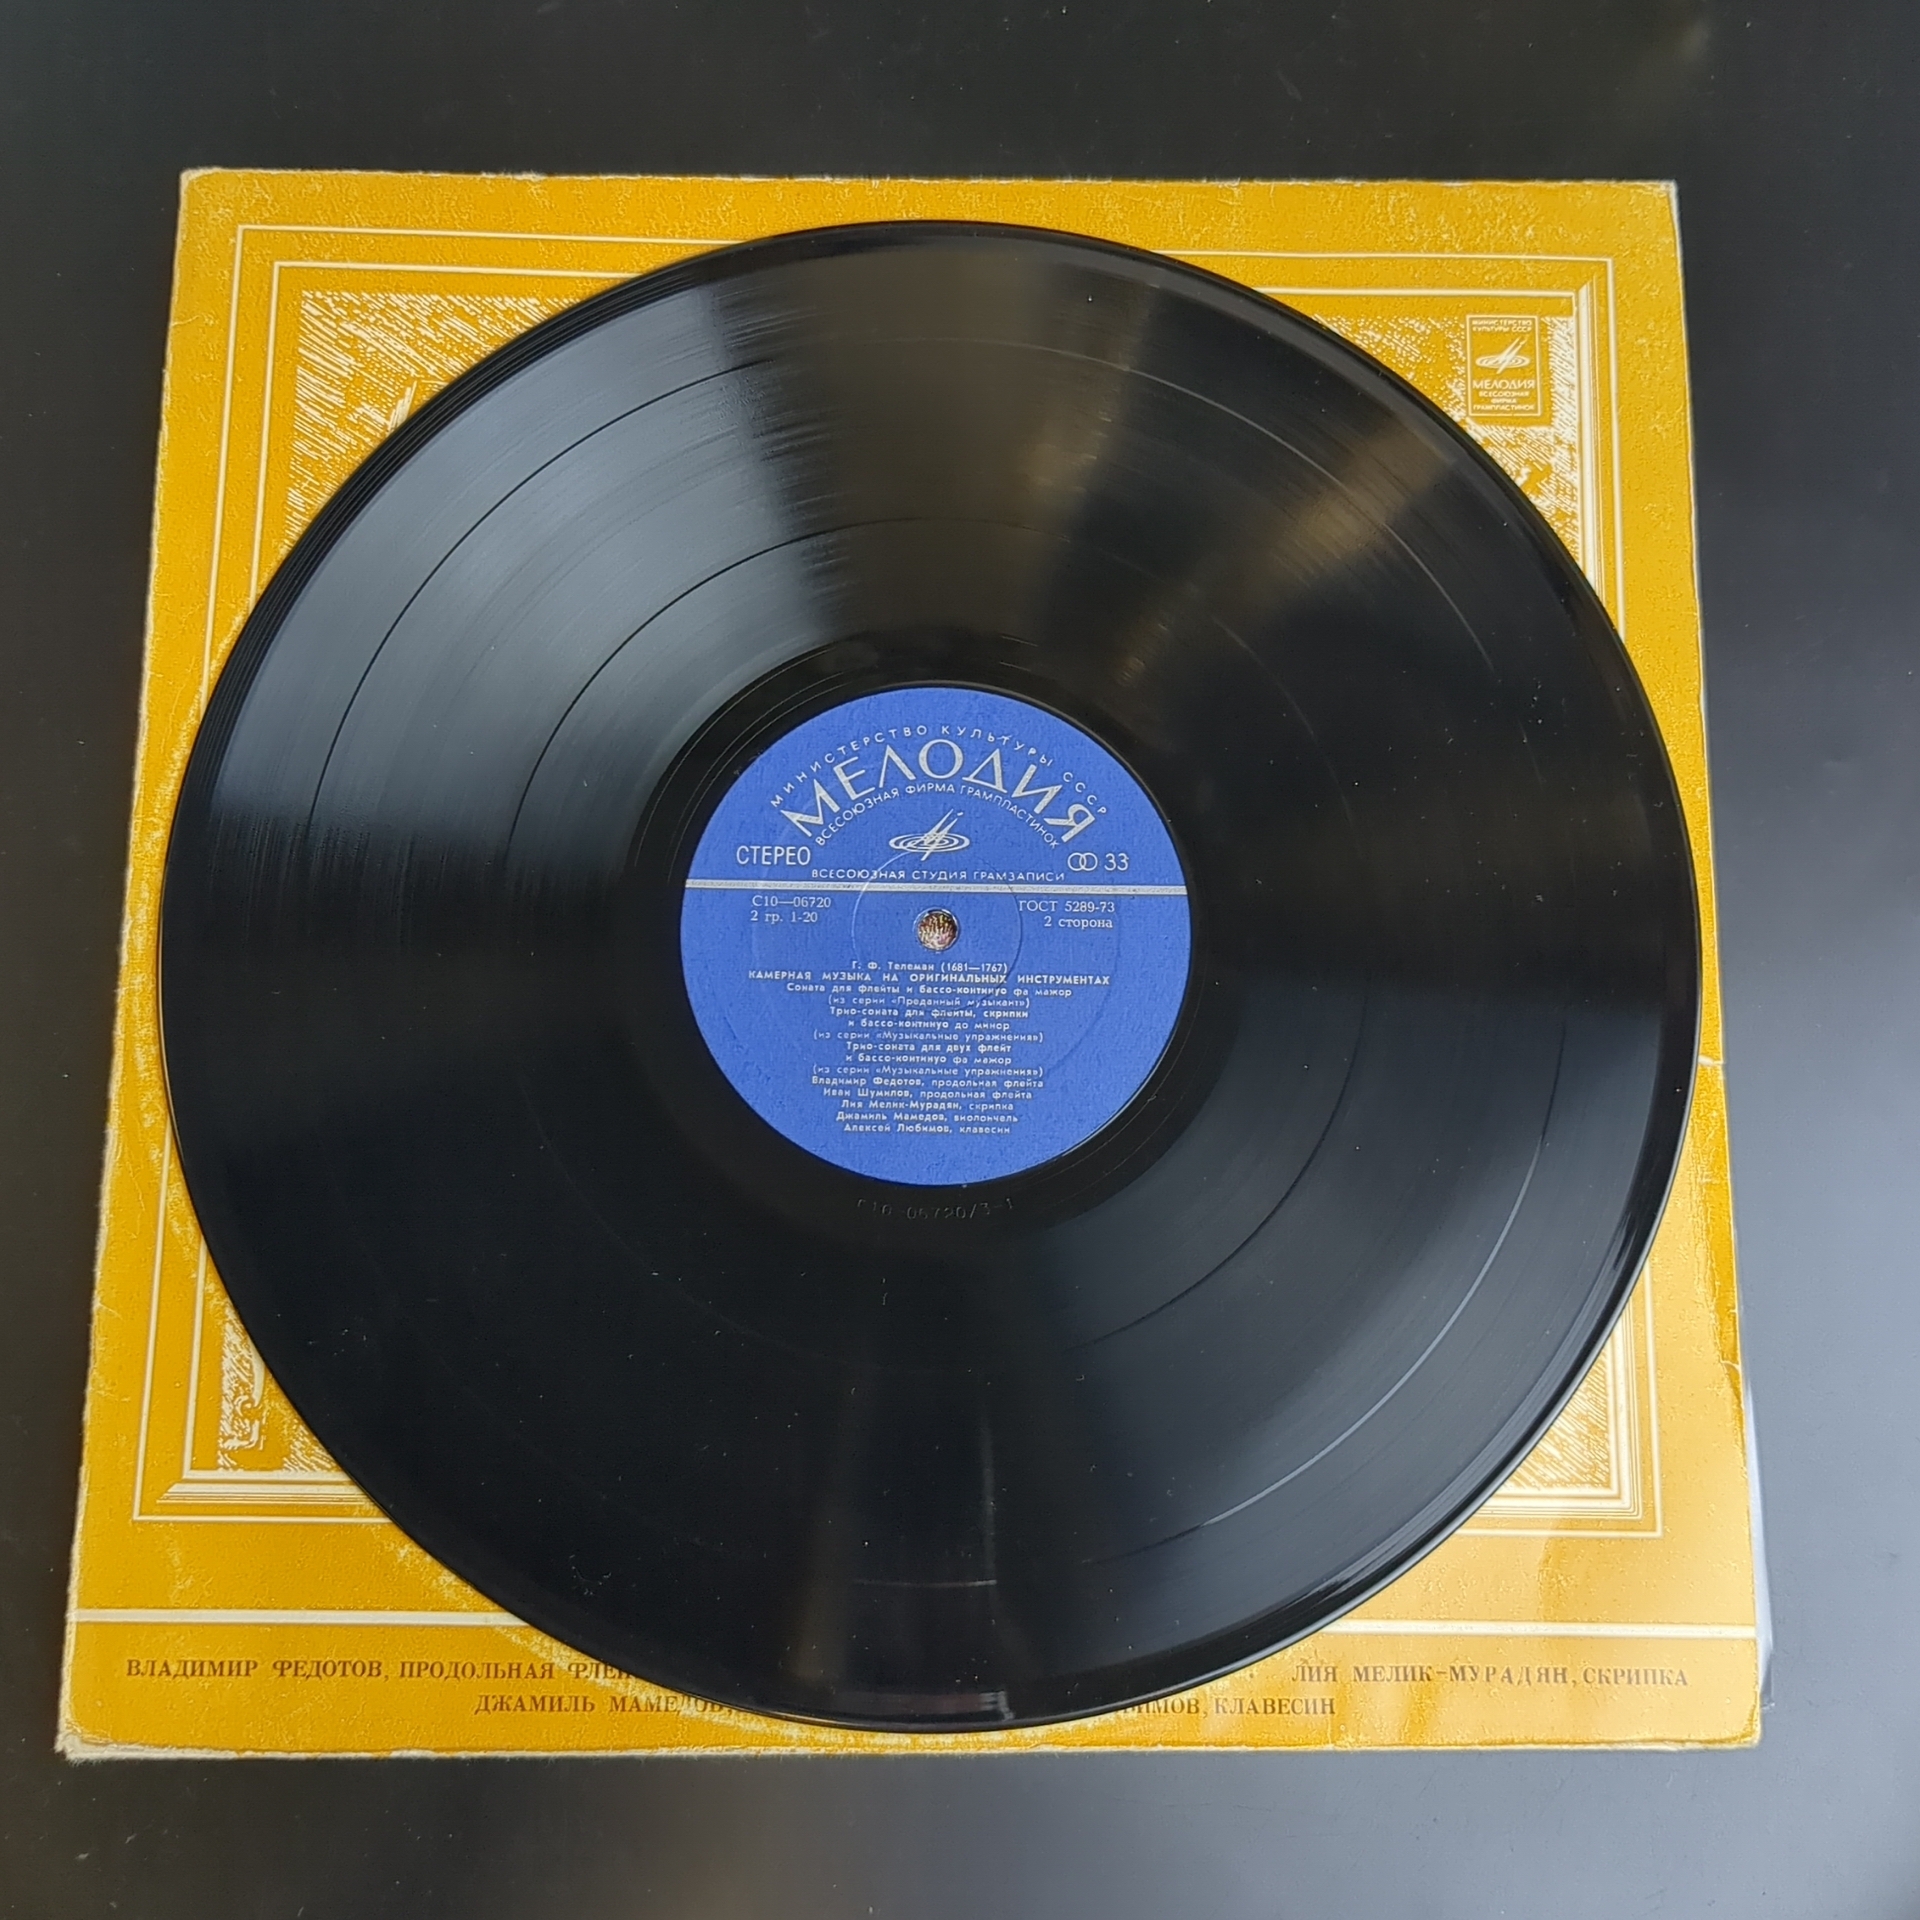 МИНИСТЕРСТВО
КУЛЬТУРЫ СССР
МЕЛОДИЯ
ВСЕСОЮЗНАЯ
ФИРМА
ГРАМПЛАСТИНОК
МИНИСТЕРСТВО КУЛЬТУРЫ СССР
МЕЛОДИЯ
ВСЕСОЮЗНАЯ ФИРМА ГРАМПЛАСТИНОК
СТЕРЕО
33
ВСЕСОЮЗНАЯ СТУДИЯ ГРАМЗАПИСИ
С10—06720 ГОСТ 5289-73
2 гр. 1-20 2 сторона
Г. Ф. Телеман (1681—1767)
КАМЕРНАЯ МУЗЫКА НА ОРИГИНАЛЬНЫХ ИНСТРУМЕНТАХ
Соната для флейты и бассо-континуо фа мажор
(из серии «Преданный музыкант»)
Трио-соната для флейты, скрипки
и бассо-континуо до минор
(из серии «Музыкальные упражнения»)
Трио-соната для двух флейт
и бассо-континуо фа мажор
(из серии «Музыкальные упражнения»)
Владимир Федотов, продольная флейта
Иван Шумилов, продольная флейта
Лия Мелик-Мурадян, скрипка
Джамиль Мамедов, виолончель
Алексей Любимов, клавесин
С10-06720/3-1
ВЛАДИМИР ФЕДОТОВ, ПРОДОЛЬНАЯ ЛИЯ МЕЛИК-МУРАДЯН, СКРИПКА
ДЖАМИЛЬ КЛАВЕСИН